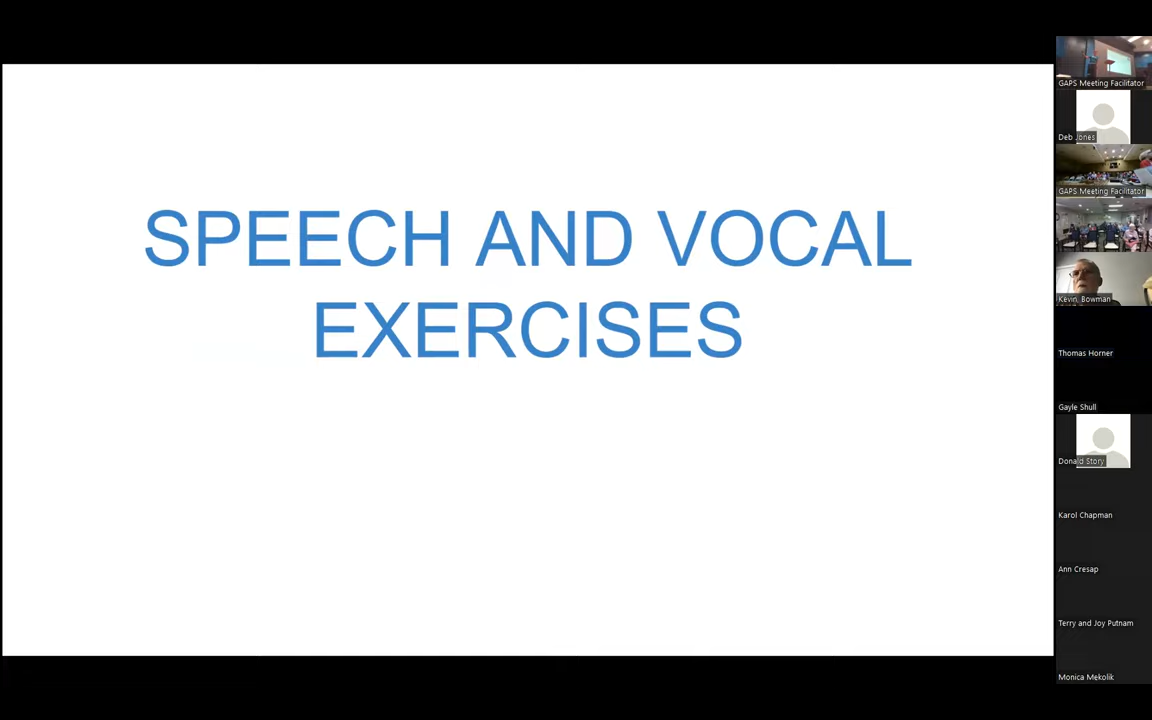 SPEECH AND VOCAL
EXERCISES
GAPS Meeting Facilitator
Deb Jones
GAPS Meeting Facilitator
Kevin. Bowman
Thomas Horner
Gayle Shull
Donald Story
Karol Chapman
Ann Cresap
Terry and Joy Putnam
Monica Mekolik